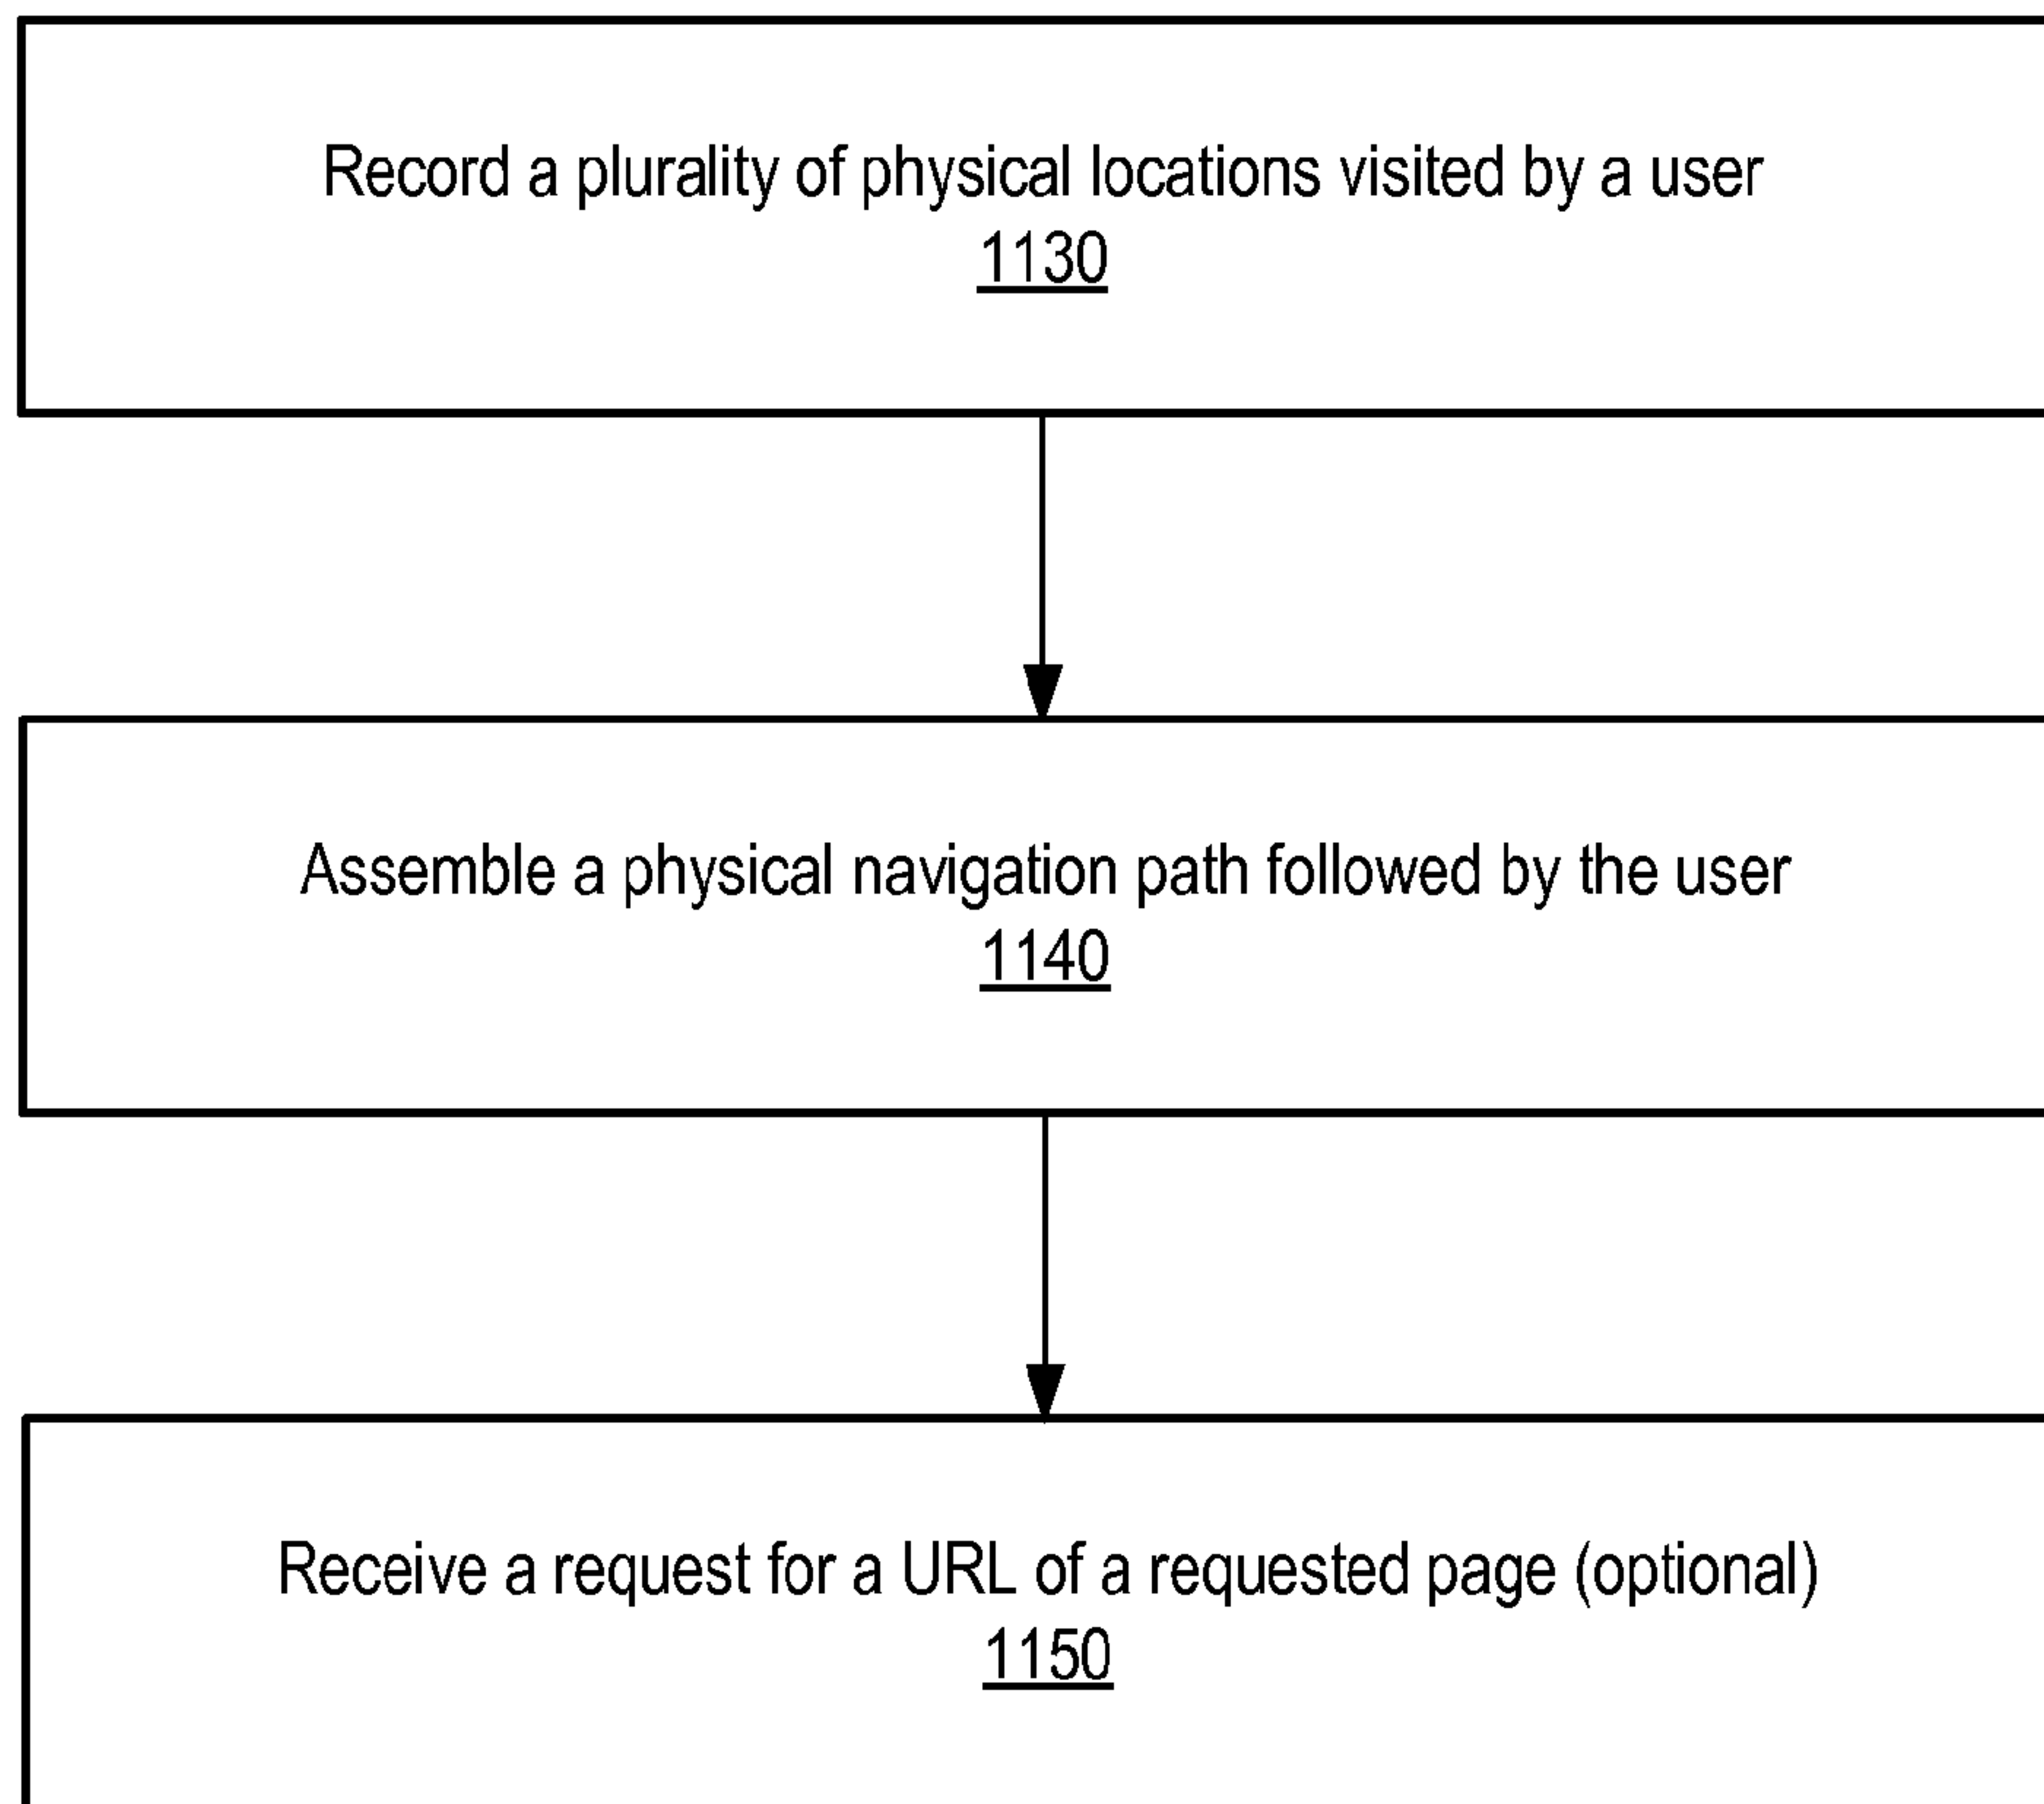 Record a plurality of physical locations visited by a user
1130
Assemble a physical navigation path followed by the user
1140
Receive a request for a URL of a requested page (optional)
1150